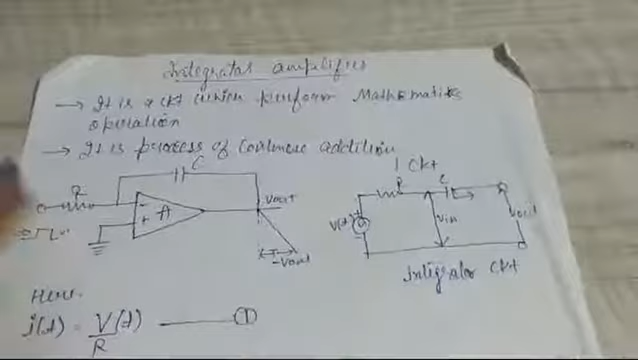 Integrator amplifier
→ It is a ckt which perform Mathematics
operation
→ It is process of Continuous addition
1 Ckt
R
C
A
Vout
-Vout
R
C
V(t)
Vin
Vout
Integrator Ckt
Here.
i(t) = V(t)/R —— ①